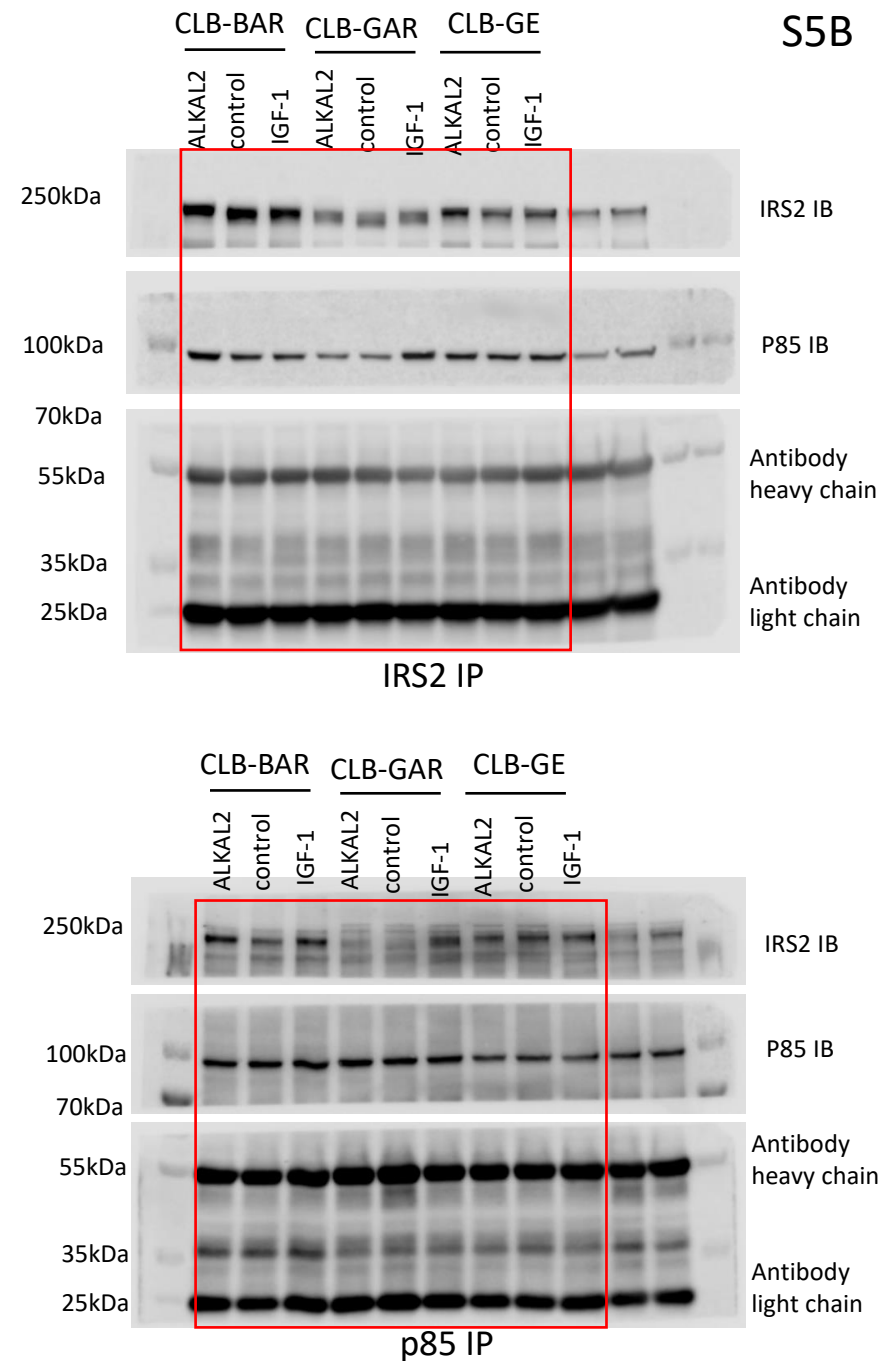 S5B
CLB-BAR CLB-GAR CLB-GE
ALKAL2 control IGF-1 ALKAL2 control IGF-1 ALKAL2 control IGF-1
250kDa
IRS2 IB
100kDa
P85 IB
70kDa
55kDa
Antibody
heavy chain
35kDa
25kDa
Antibody
light chain
IRS2 IP
CLB-BAR CLB-GAR CLB-GE
ALKAL2 control IGF-1 ALKAL2 control IGF-1 ALKAL2 control IGF-1
250kDa
IRS2 IB
100kDa
P85 IB
70kDa
55kDa
Antibody
heavy chain
35kDa
25kDa
Antibody
light chain
p85 IP